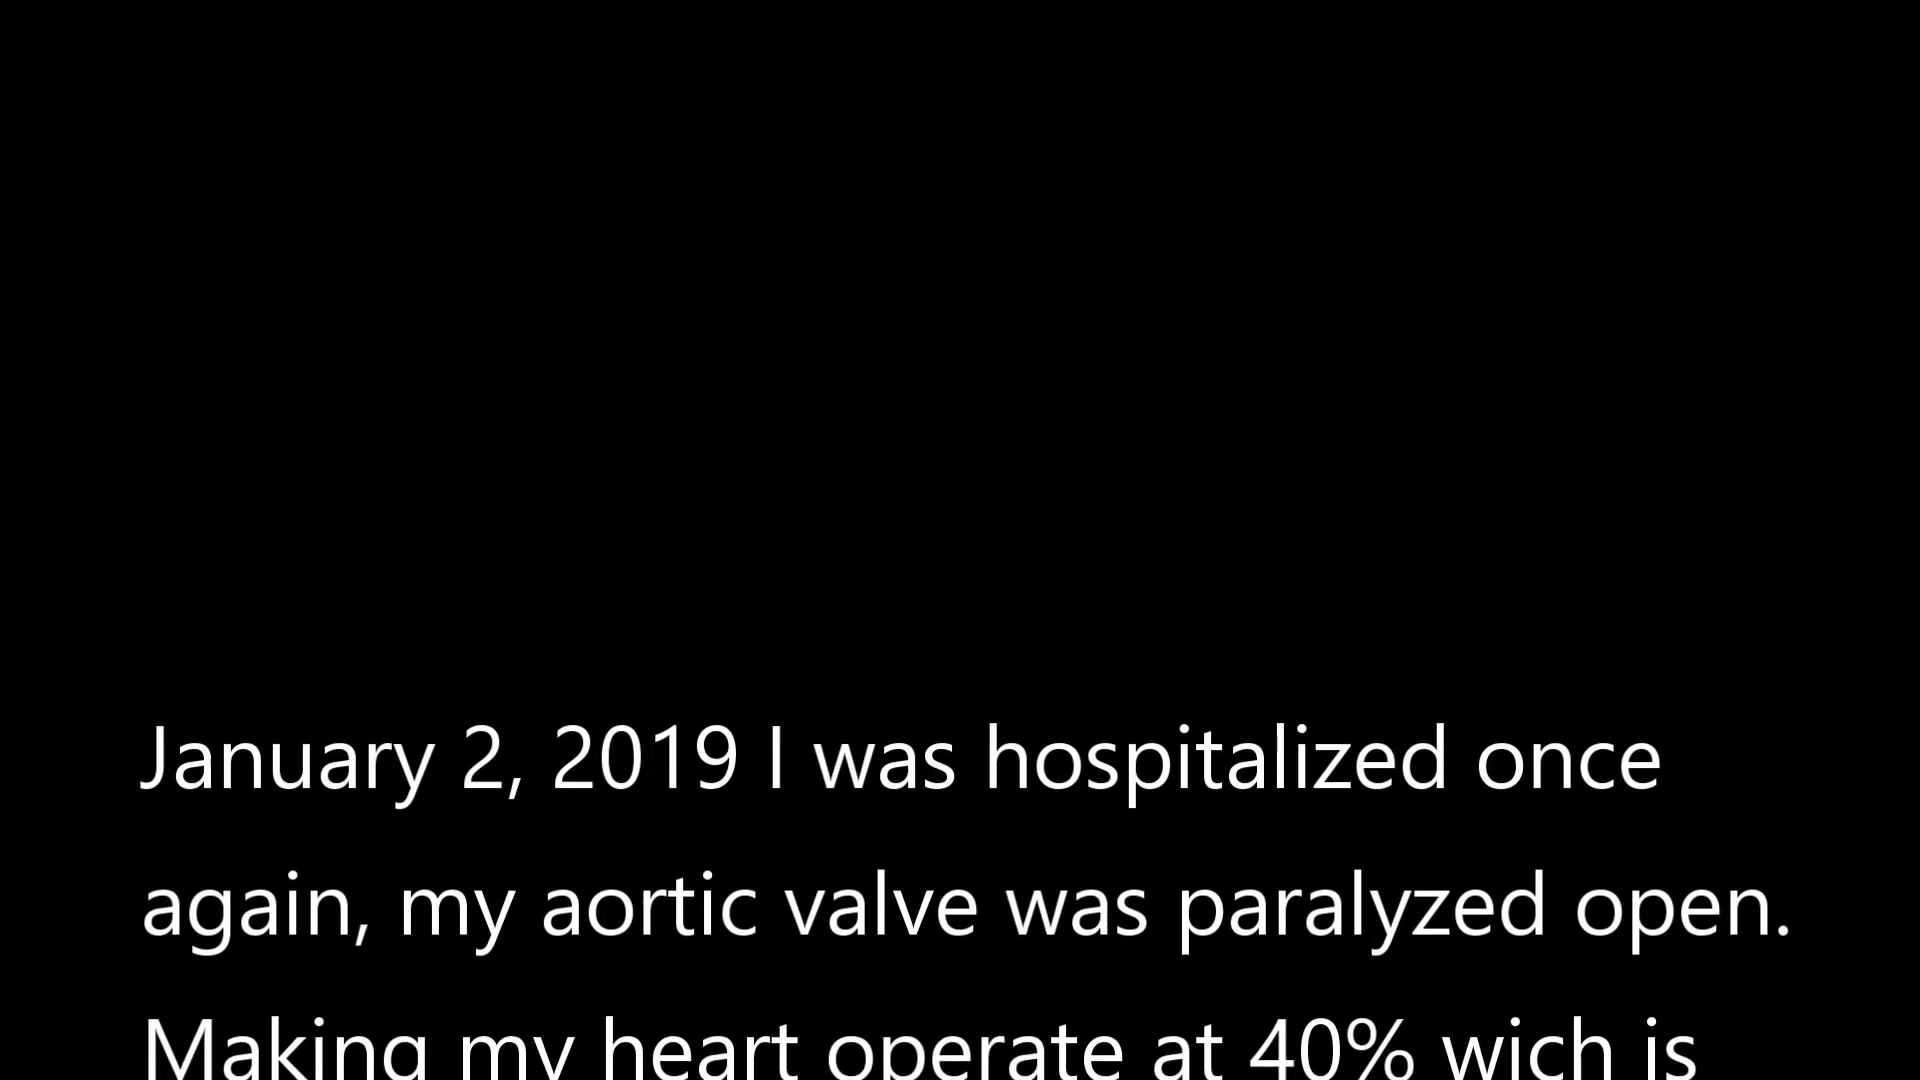 January 2, 2019 I was hospitalized once
again, my aortic valve was paralyzed open.
Making my heart operate at 40% wich is